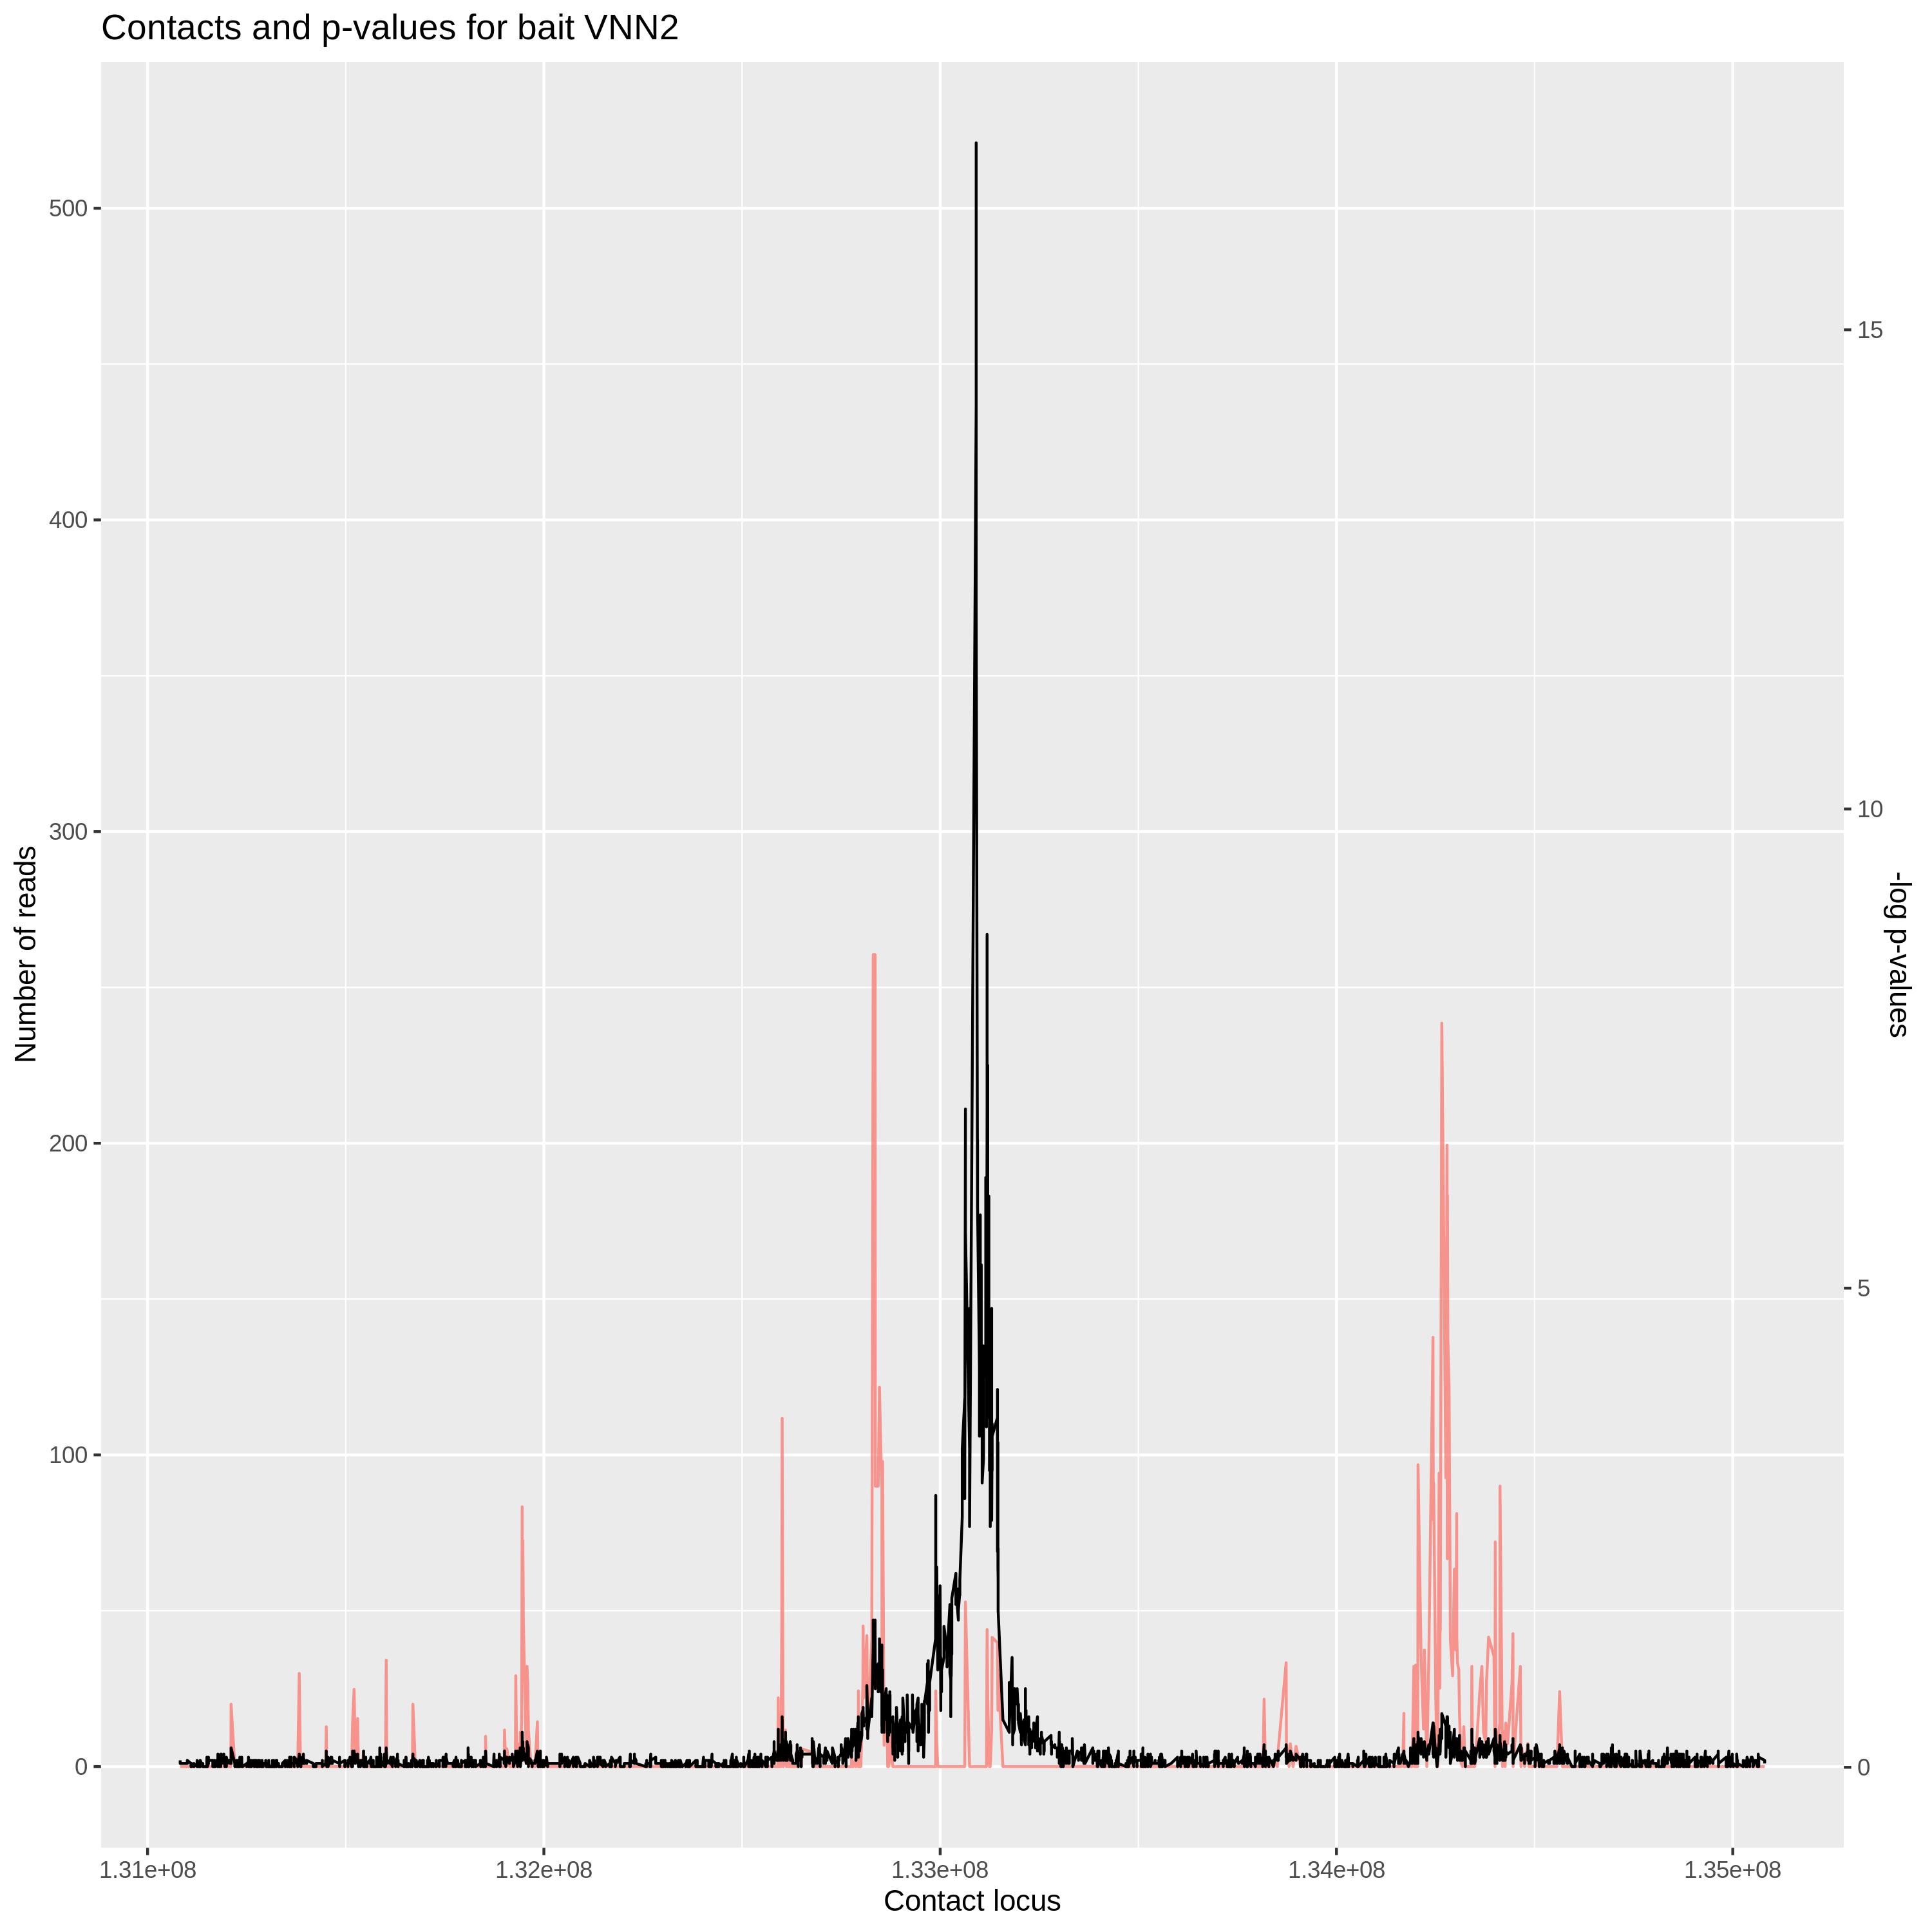 Contacts and p-values for bait VNN2
500
400
300
200
100
0
Number of reads
15
10
5
0
-log p-values
1.31e+08
1.32e+08
1.33e+08
1.34e+08
1.35e+08
Contact locus